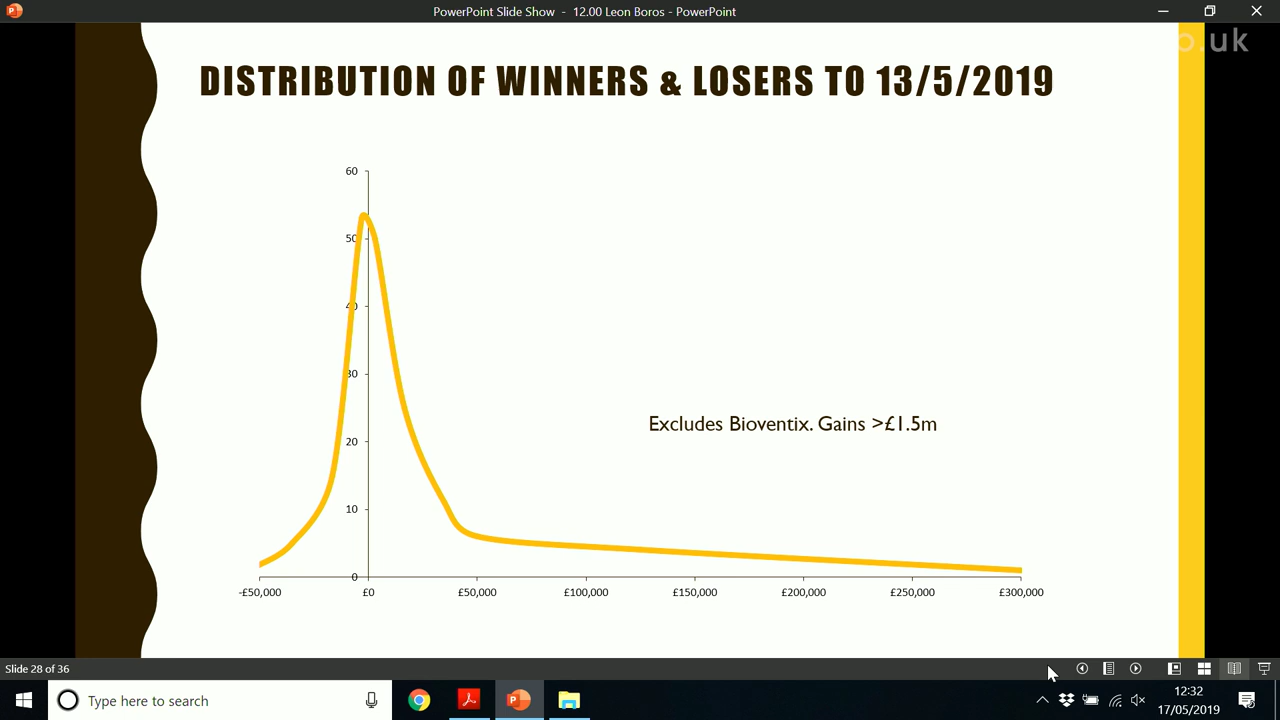 PowerPoint Slide Show - 12.00 Leon Boros - PowerPoint
o.uk
DISTRIBUTION OF WINNERS & LOSERS TO 13/5/2019
60
50
40
30
20
10
0
Excludes Bioventix. Gains >£1.5m
-£50,000 £0 £50,000 £100,000 £150,000 £200,000 £250,000 £300,000
Slide 28 of 36
Type here to search
12:32
17/05/2019